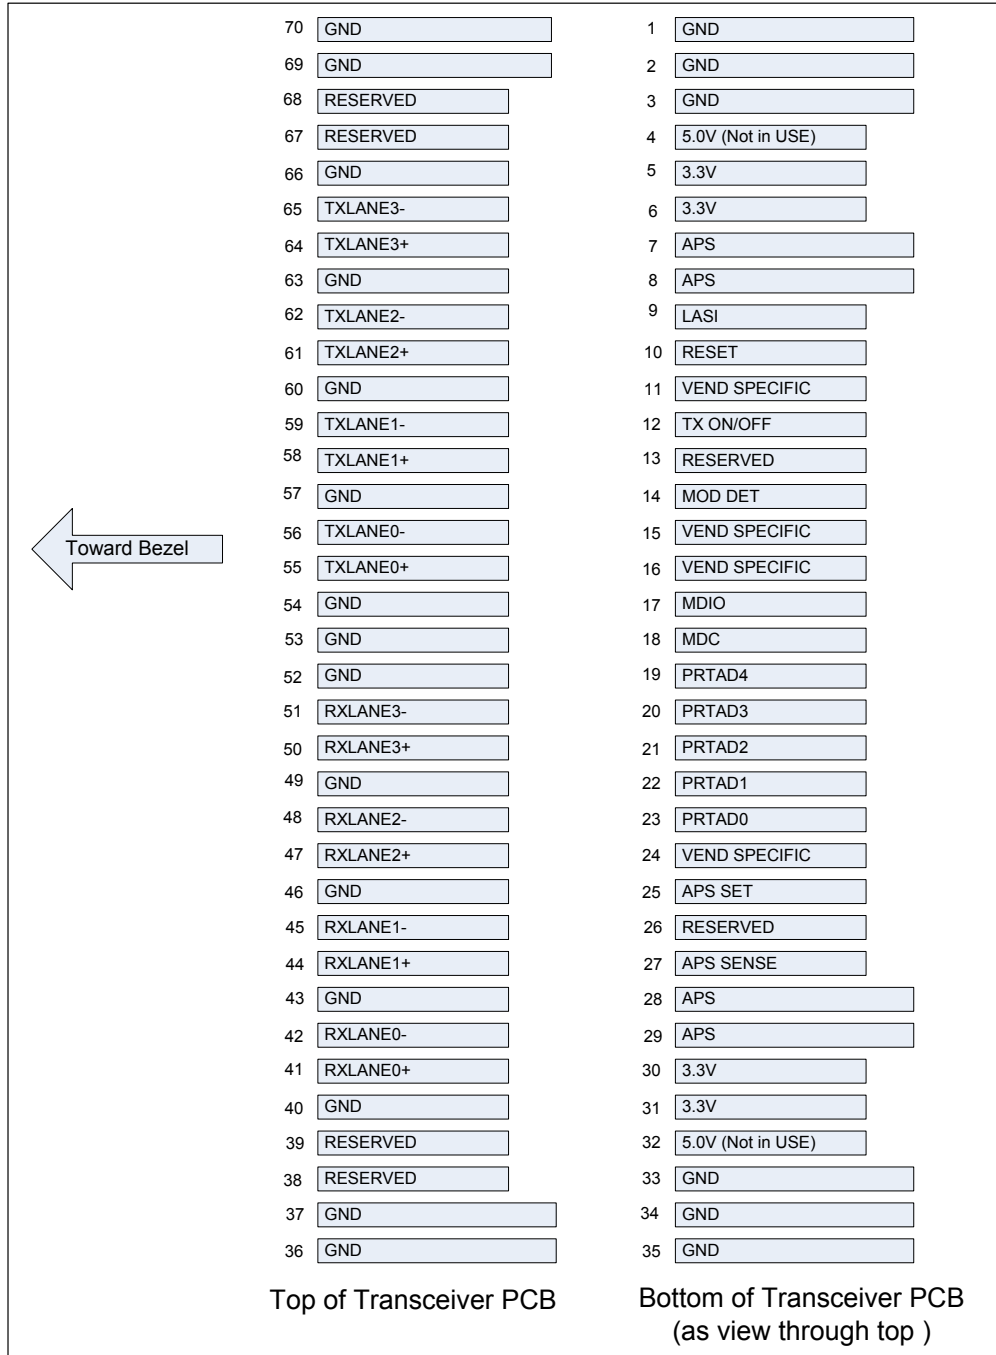 70 GND 1 GND
69 GND 2 GND
68 RESERVED 3 GND
67 RESERVED 4 5.0V (Not in USE)
66 GND 5 3.3V
65 TXLANE3- 6 3.3V
64 TXLANE3+ 7 APS
63 GND 8 APS
62 TXLANE2- 9 LASI
61 TXLANE2+ 10 RESET
60 GND 11 VEND SPECIFIC
59 TXLANE1- 12 TX ON/OFF
58 TXLANE1+ 13 RESERVED
57 GND 14 MOD DET
56 TXLANE0- 15 VEND SPECIFIC
Toward Bezel
55 TXLANE0+ 16 VEND SPECIFIC
54 GND 17 MDIO
53 GND 18 MDC
52 GND 19 PRTAD4
51 RXLANE3- 20 PRTAD3
50 RXLANE3+ 21 PRTAD2
49 GND 22 PRTAD1
48 RXLANE2- 23 PRTAD0
47 RXLANE2+ 24 VEND SPECIFIC
46 GND 25 APS SET
45 RXLANE1- 26 RESERVED
44 RXLANE1+ 27 APS SENSE
43 GND 28 APS
42 RXLANE0- 29 APS
41 RXLANE0+ 30 3.3V
40 GND 31 3.3V
39 RESERVED 32 5.0V (Not in USE)
38 RESERVED 33 GND
37 GND 34 GND
36 GND 35 GND
Top of Transceiver PCB Bottom of Transceiver PCB
(as view through top )